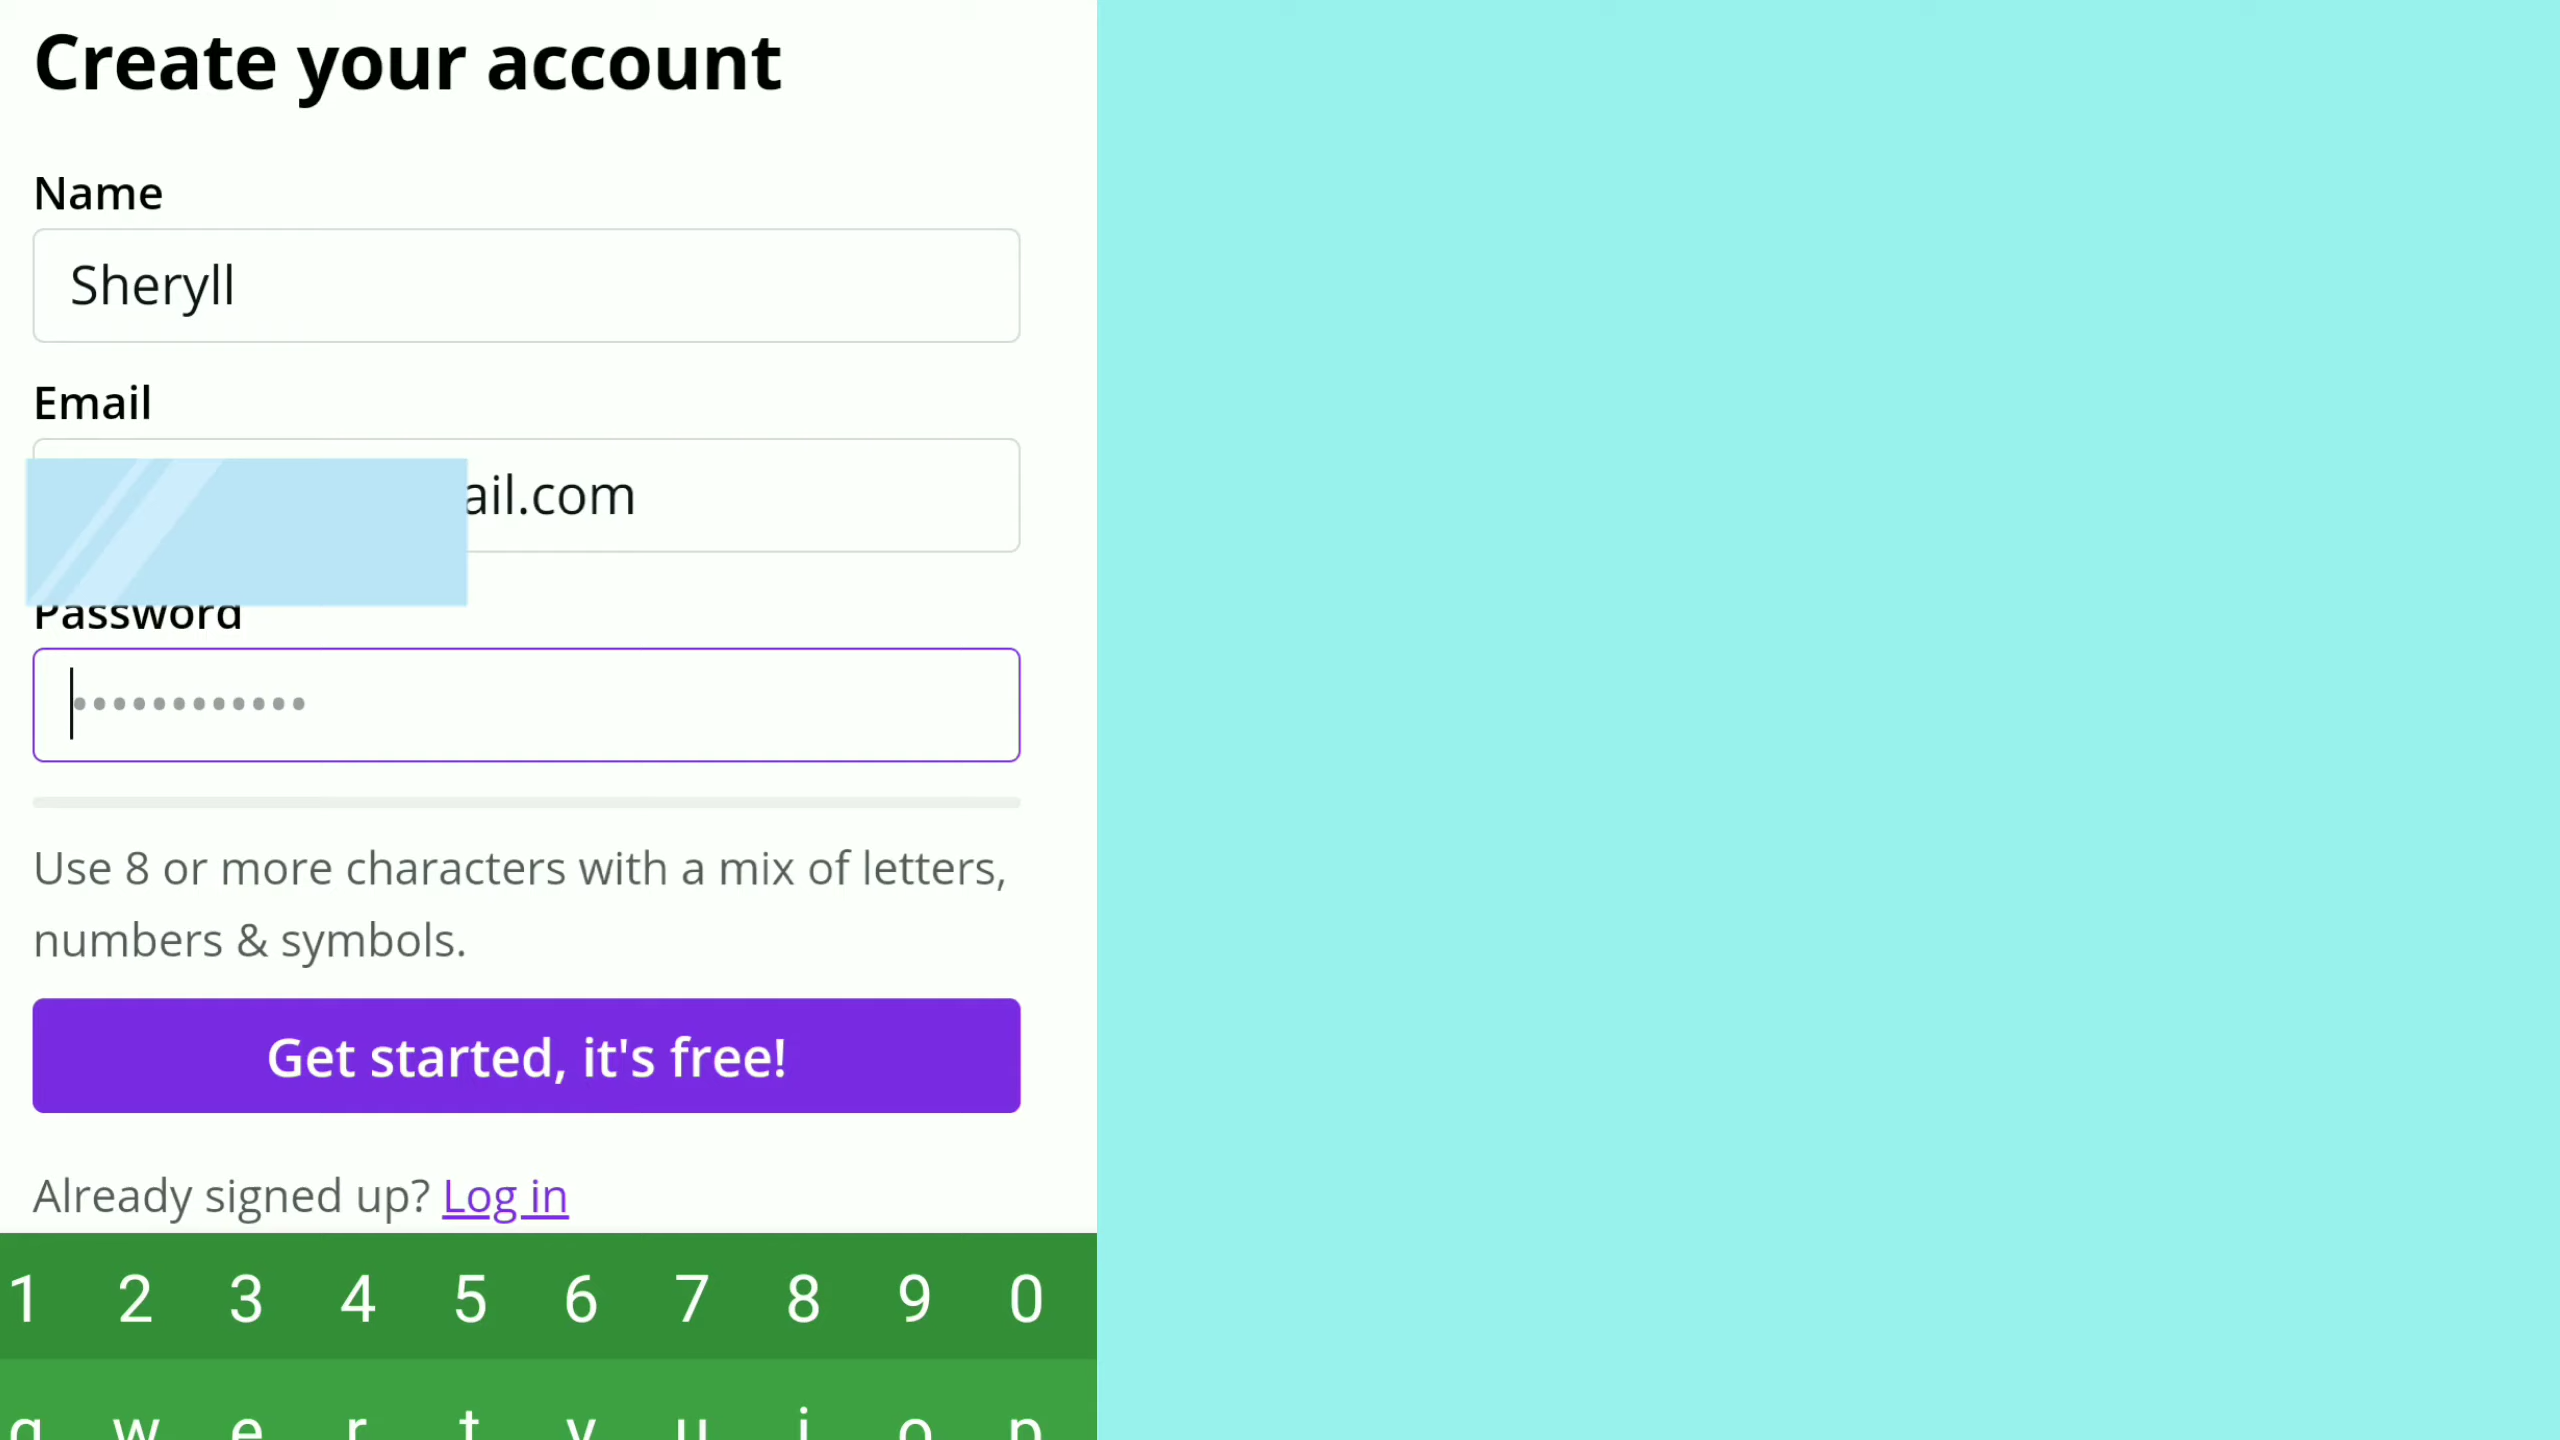 Create your account
Name
Sheryll
Email
ail.com
Password
Use 8 or more characters with a mix of letters,
numbers & symbols.
Get started, it's free!
Already signed up? Log in
1 2 3 4 5 6 7 8 9 0
q w e r t y u i o p